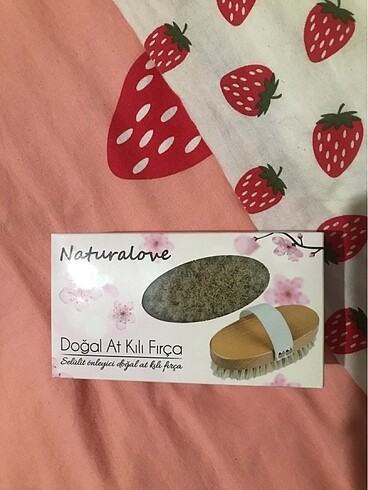 Naturalove
Doğal At Kılı Fırça
Selülit önleyici doğal at kılı fırça